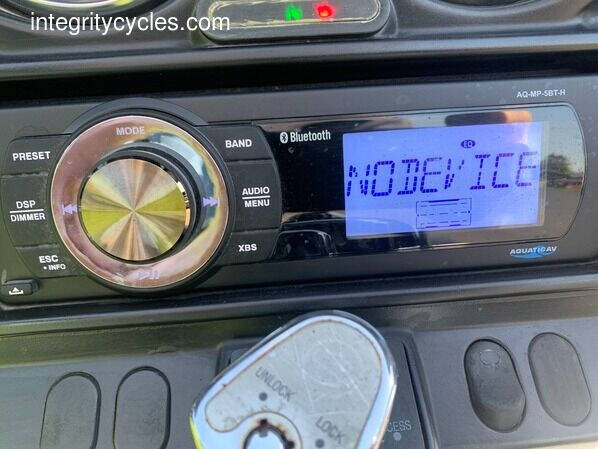 integritycycles.com
AQ-MP-5BT-H
MODE
PRESET
BAND
Bluetooth
EQ
NODEVICE
DSP
DIMMER
AUDIO
MENU
ESC
• INFO
XBS
AQUATICAV
UNLOCK
LOCK
CESS